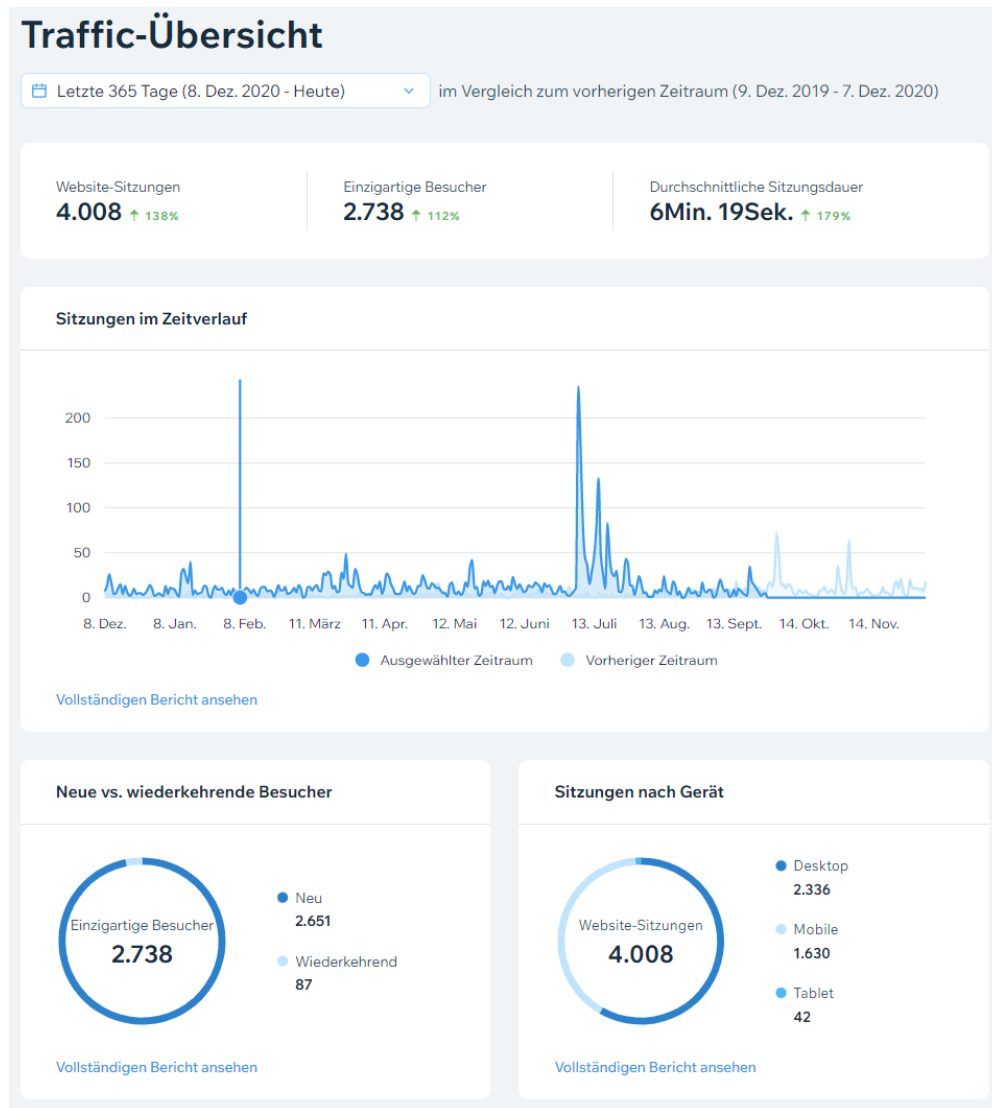 Traffic-Übersicht
Letzte 365 Tage (8. Dez. 2020 - Heute) im Vergleich zum vorherigen Zeitraum (9. Dez. 2019 - 7. Dez. 2020)
Website-Sitzungen Einzigartige Besucher Durchschnittliche Sitzungsdauer
4.008 ↑ 138% 2.738 ↑ 112% 6Min. 19Sek. ↑ 179%
Sitzungen im Zeitverlauf
200
150
100
50
0
8. Dez. 8. Jan. 8. Feb. 11. März 11. Apr. 12. Mai 12. Juni 13. Juli 13. Aug. 13. Sept. 14. Okt. 14. Nov.
Ausgewählter Zeitraum Vorheriger Zeitraum
Vollständigen Bericht ansehen
Neue vs. wiederkehrende Besucher
Einzigartige Besucher
2.738
Neu
2.651
Wiederkehrend
87
Vollständigen Bericht ansehen
Sitzungen nach Gerät
Website-Sitzungen
4.008
Desktop
2.336
Mobile
1.630
Tablet
42
Vollständigen Bericht ansehen